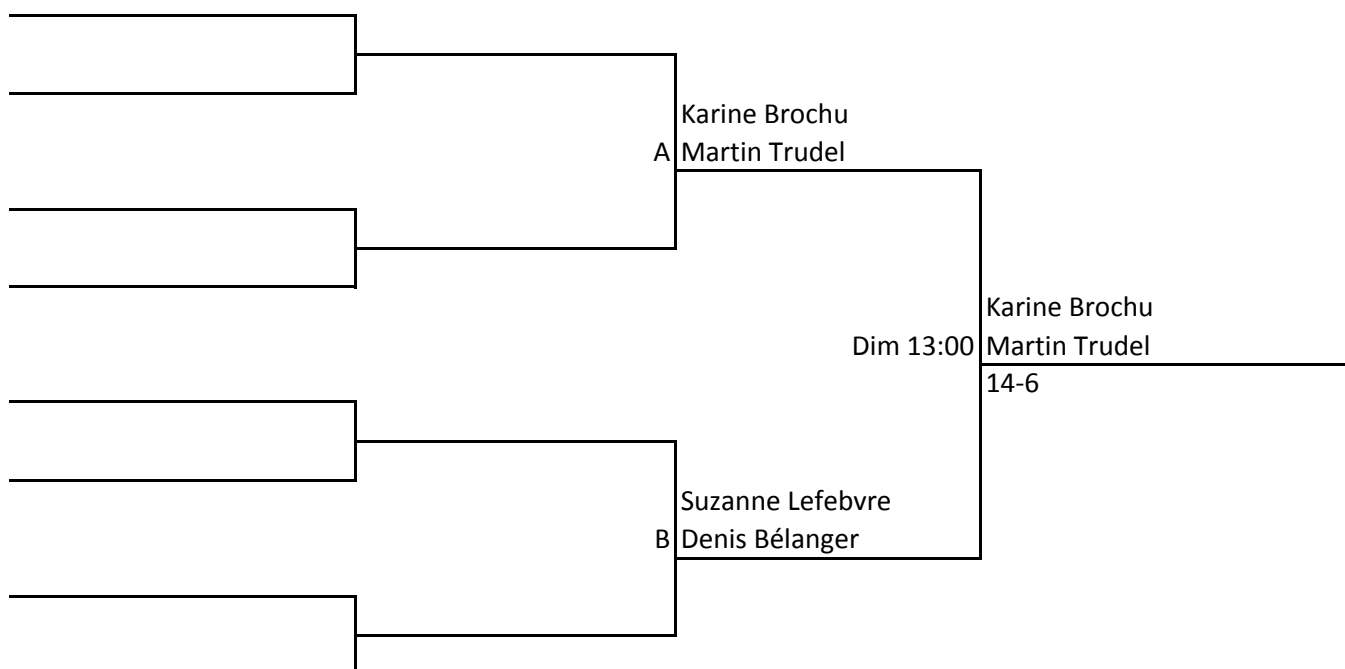 Karine Brochu
A Martin Trudel
Karine Brochu
Dim 13:00 Martin Trudel
14-6
Suzanne Lefebvre
B Denis Bélanger